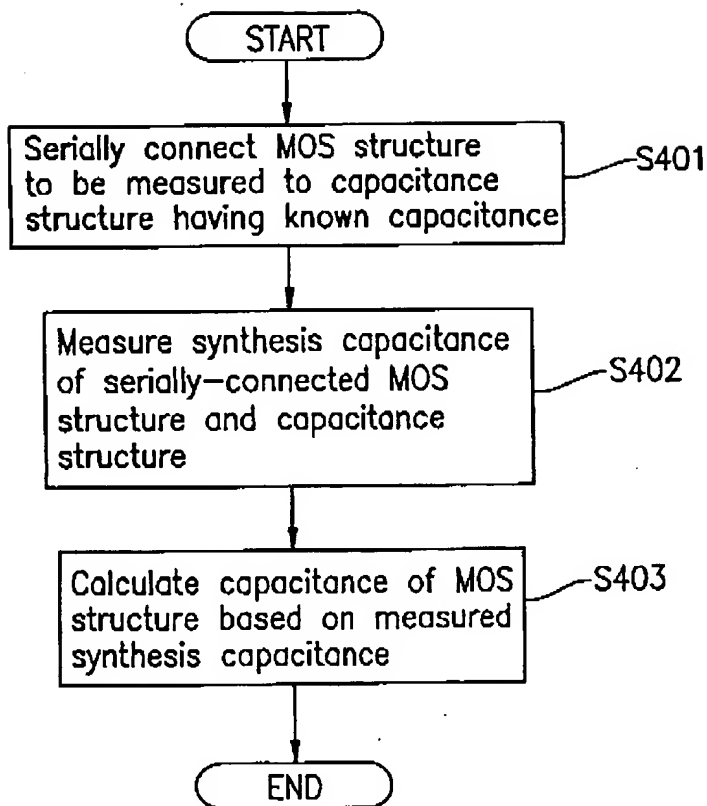 START
Serially connect MOS structure
to be measured to capacitance
structure having known capacitance
S401
Measure synthesis capacitance
of serially-connected MOS
structure and capacitance
structure
S402
Calculate capacitance of MOS
structure based on measured
synthesis capacitance
S403
END